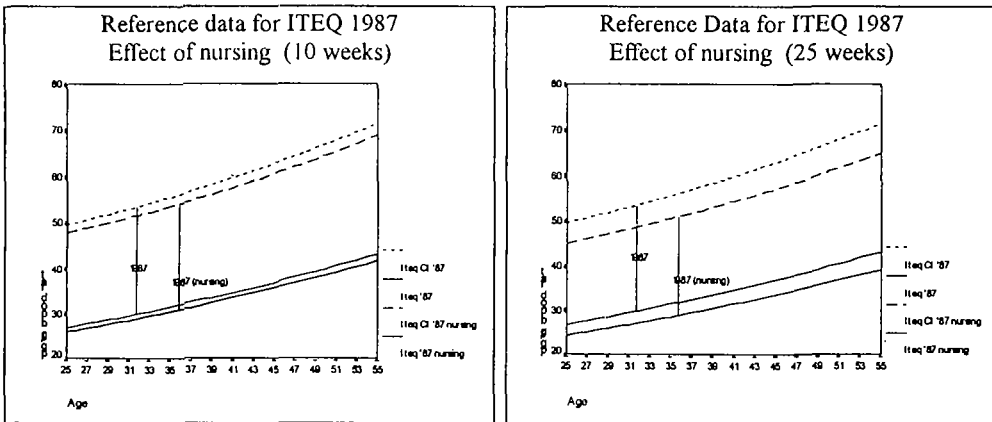 Reference data for ITEQ 1987
Effect of nursing (10 weeks)
80
70
60
50
40
30
20
1987
1987 (nursing)
25 27 29 31 33 35 37 39 41 43 45 47 49 51 53 55
Age
Iteq CI '87
Iteq '87
Iteq CI '87 nursing
Iteq '87 nursing
Reference Data for ITEQ 1987
Effect of nursing (25 weeks)
80
70
60
50
40
30
20
1987
1987 (nursing)
25 27 29 31 33 35 37 39 41 43 45 47 49 51 53 55
Age
Iteq CI '87
Iteq '87
Iteq CI '87 nursing
Iteq '87 nursing